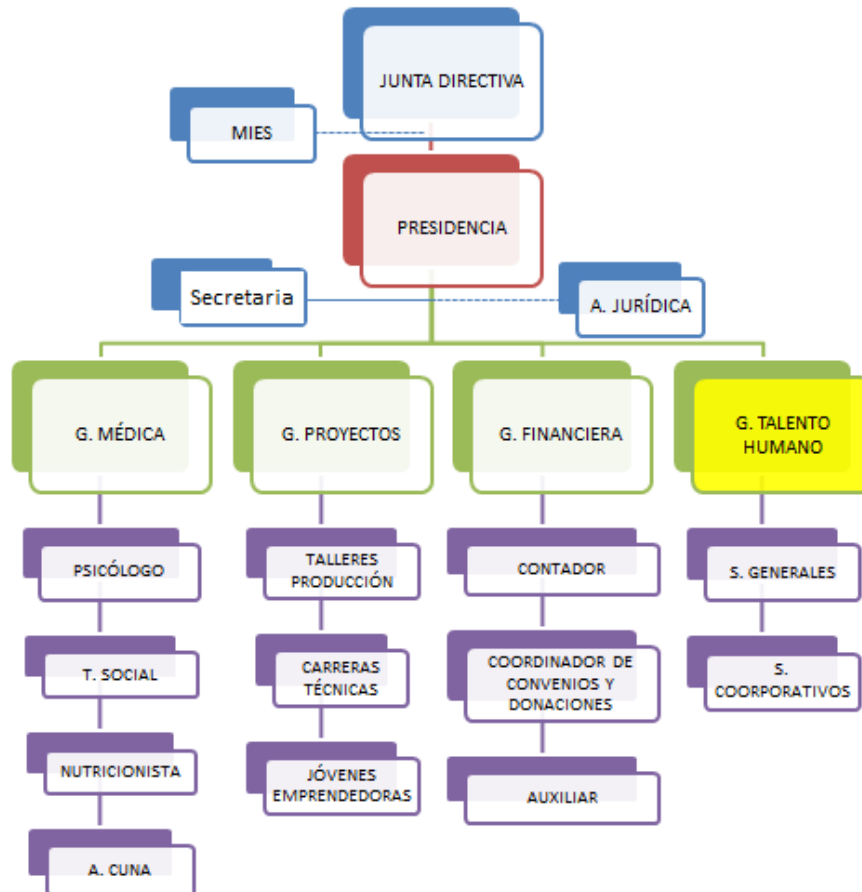 JUNTA DIRECTIVA
MIES
PRESIDENCIA
Secretaria
A. JURÍDICA
G. MÉDICA
G. PROYECTOS
G. FINANCIERA
G. TALENTO
HUMANO
PSICÓLOGO
T. SOCIAL
NUTRICIONISTA
A. CUNA
TALLERES
PRODUCCIÓN
CARRERAS
TÉCNICAS
JÓVENES
EMPRENDEDORAS
CONTADOR
COORDINADOR DE
CONVENIOS Y
DONACIONES
AUXILIAR
S. GENERALES
S.
COORPORATIVOS